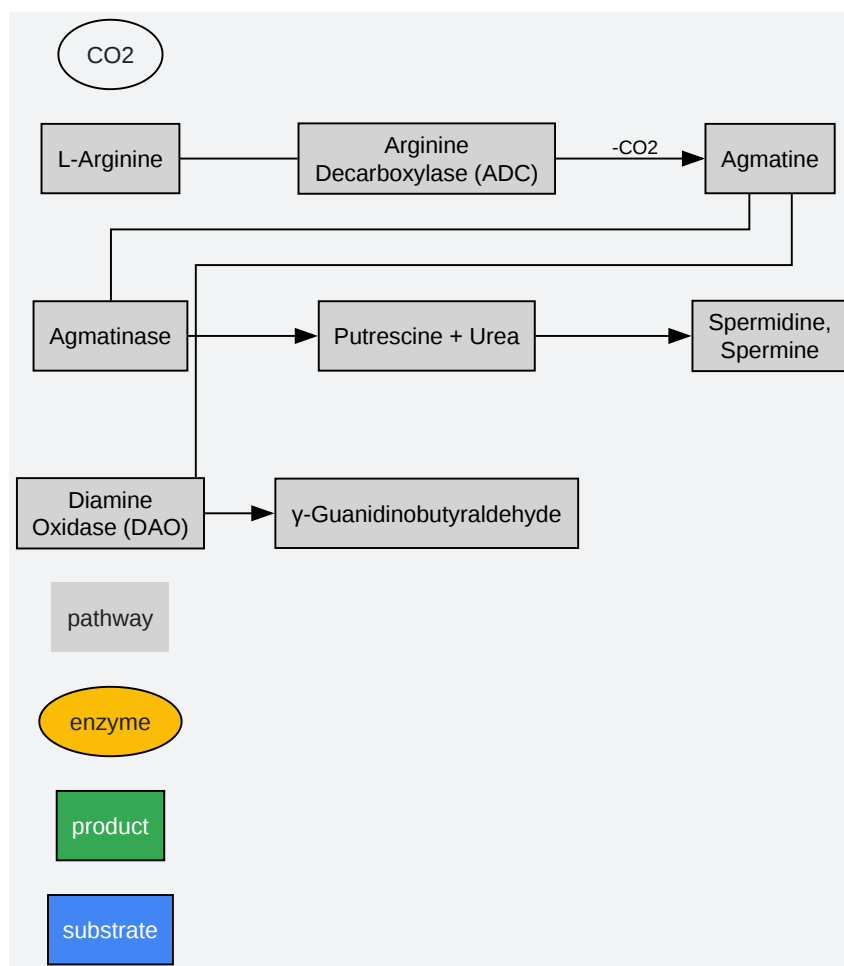 CO2
L-Arginine
Arginine
Decarboxylase (ADC)
-CO2
Agmatine
Agmatinase
Putrescine + Urea
Spermidine,
Spermine
Diamine
Oxidase (DAO)
γ-Guanidinobutyraldehyde
pathway
enzyme
product
substrate